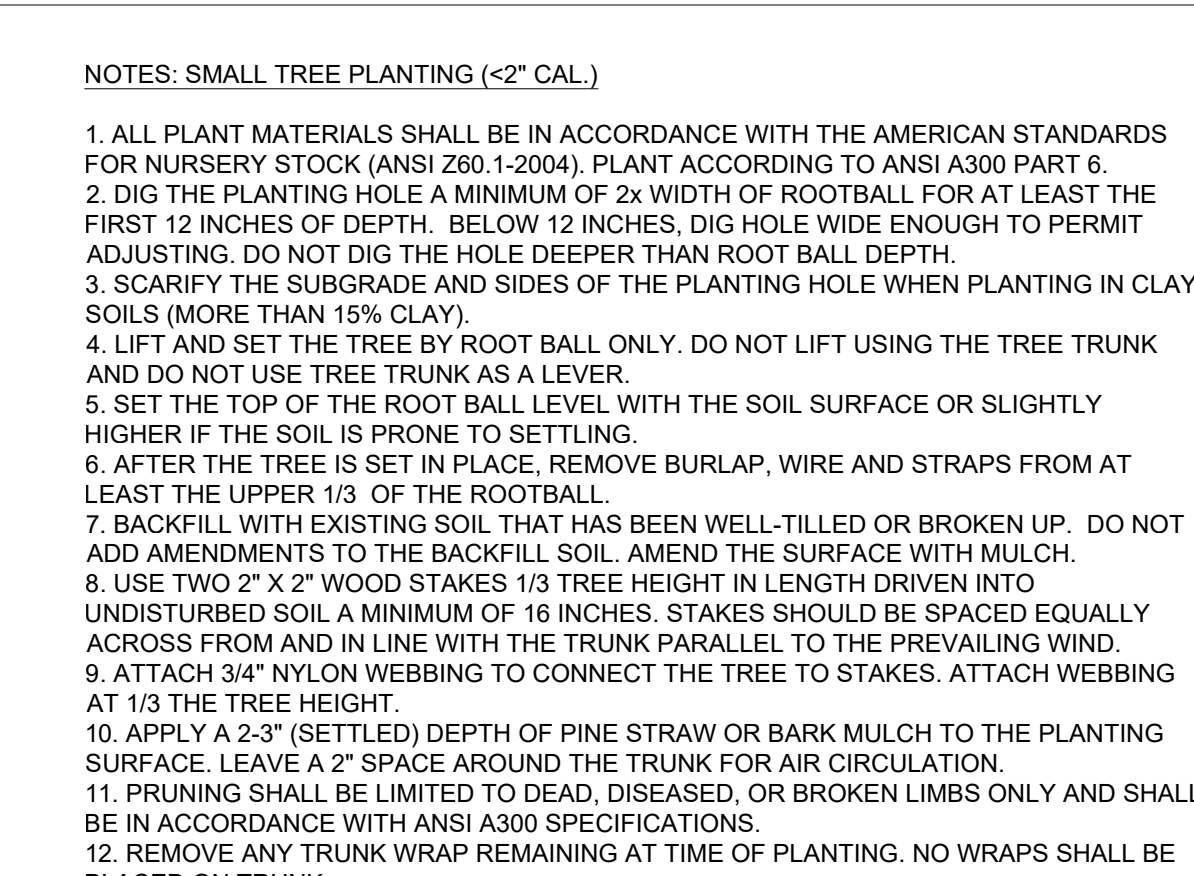 NOTES: SMALL TREE PLANTING (<2" CAL.)
1. ALL PLANT MATERIALS SHALL BE IN ACCORDANCE WITH THE AMERICAN STANDARDS
FOR NURSERY STOCK (ANSI Z60.1-2004). PLANT ACCORDING TO ANSI A300 PART 6.
2. DIG THE PLANTING HOLE A MINIMUM OF 2x WIDTH OF ROOTBALL FOR AT LEAST THE
FIRST 12 INCHES OF DEPTH.  BELOW 12 INCHES, DIG HOLE WIDE ENOUGH TO PERMIT
ADJUSTING. DO NOT DIG THE HOLE DEEPER THAN ROOT BALL DEPTH.
3. SCARIFY THE SUBGRADE AND SIDES OF THE PLANTING HOLE WHEN PLANTING IN CLAY
SOILS (MORE THAN 15% CLAY).
4. LIFT AND SET THE TREE BY ROOT BALL ONLY. DO NOT LIFT USING THE TREE TRUNK
AND DO NOT USE TREE TRUNK AS A LEVER.
5. SET THE TOP OF THE ROOT BALL LEVEL WITH THE SOIL SURFACE OR SLIGHTLY
HIGHER IF THE SOIL IS PRONE TO SETTLING.
6. AFTER THE TREE IS SET IN PLACE, REMOVE BURLAP, WIRE AND STRAPS FROM AT
LEAST THE UPPER 1/3  OF THE ROOTBALL.
7. BACKFILL WITH EXISTING SOIL THAT HAS BEEN WELL-TILLED OR BROKEN UP.  DO NOT
ADD AMENDMENTS TO THE BACKFILL SOIL. AMEND THE SURFACE WITH MULCH.
8. USE TWO 2" X 2" WOOD STAKES 1/3 TREE HEIGHT IN LENGTH DRIVEN INTO
UNDISTURBED SOIL A MINIMUM OF 16 INCHES. STAKES SHOULD BE SPACED EQUALLY
ACROSS FROM AND IN LINE WITH THE TRUNK PARALLEL TO THE PREVAILING WIND.
9. ATTACH 3/4" NYLON WEBBING TO CONNECT THE TREE TO STAKES. ATTACH WEBBING
AT 1/3 THE TREE HEIGHT.
10. APPLY A 2-3" (SETTLED) DEPTH OF PINE STRAW OR BARK MULCH TO THE PLANTING
SURFACE. LEAVE A 2" SPACE AROUND THE TRUNK FOR AIR CIRCULATION.
11. PRUNING SHALL BE LIMITED TO DEAD, DISEASED, OR BROKEN LIMBS ONLY AND SHALL
BE IN ACCORDANCE WITH ANSI A300 SPECIFICATIONS.
12. REMOVE ANY TRUNK WRAP REMAINING AT TIME OF PLANTING. NO WRAPS SHALL BE